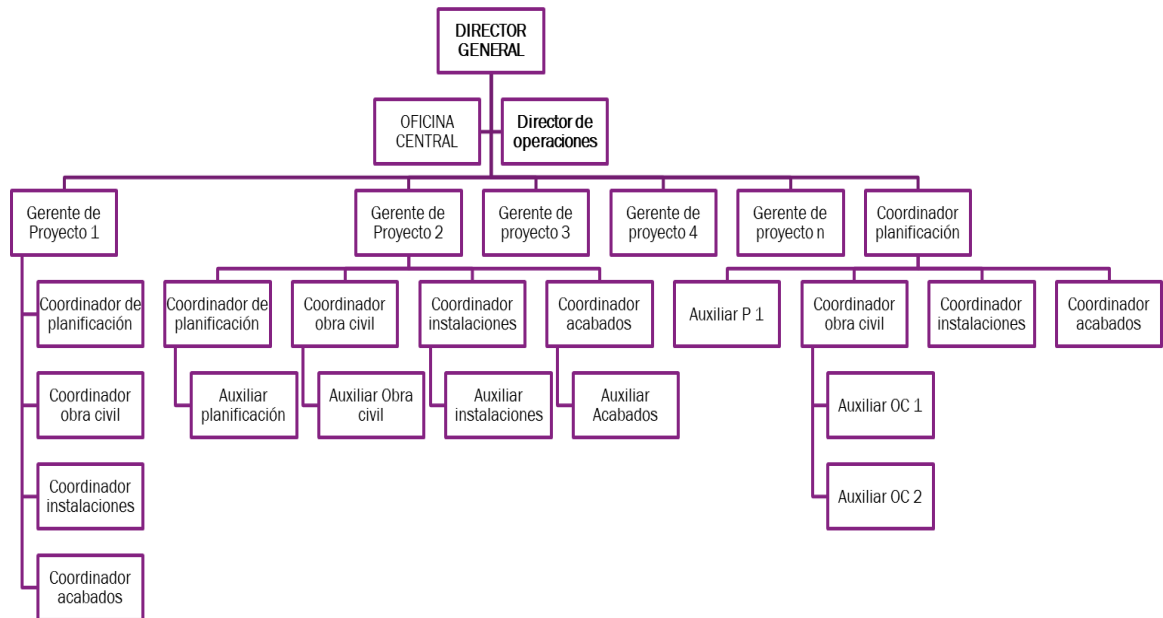 DIRECTOR
GENERAL
OFICINA
CENTRAL
Director de
operaciones
Gerente de
Proyecto 1
Gerente de
Proyecto 2
Gerente de
proyecto 3
Gerente de
proyecto 4
Gerente de
proyecto n
Coordinador
planificación
Coordinador de
planificación
Coordinador de
planificación
Coordinador
obra civil
Coordinador
instalaciones
Coordinador
acabados
Auxiliar P 1
Coordinador
obra civil
Coordinador
instalaciones
Coordinador
acabados
Coordinador
obra civil
Auxiliar
planificación
Auxiliar Obra
civil
Auxiliar
instalaciones
Auxiliar
Acabados
Auxiliar OC 1
Coordinador
instalaciones
Auxiliar OC 2
Coordinador
acabados